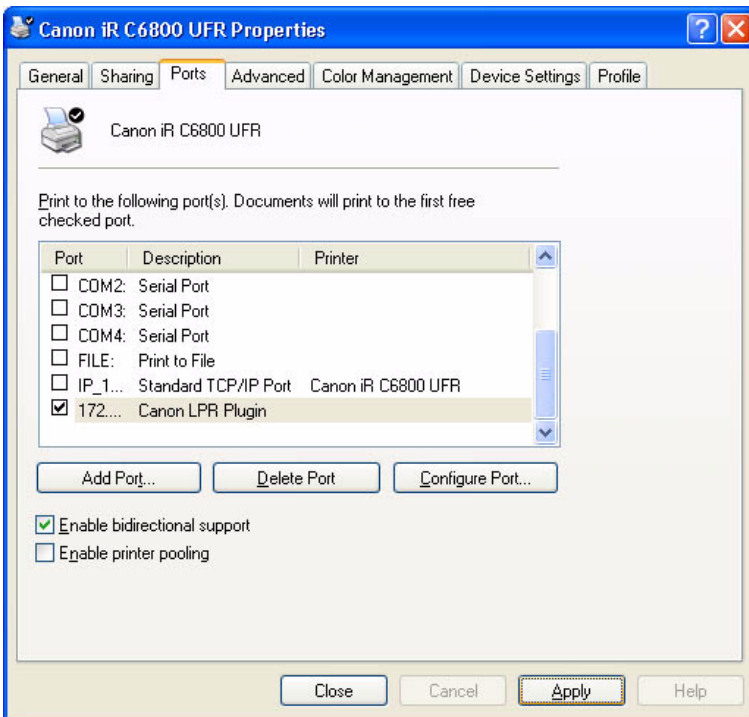 Canon iR C6800 UFR Properties
General Sharing Ports Advanced Color Management Device Settings Profile
Canon iR C6800 UFR
Print to the following port(s). Documents will print to the first free
checked port.
Port Description Printer
COM2: Serial Port
COM3: Serial Port
COM4: Serial Port
FILE: Print to File
IP_1... Standard TCP/IP Port Canon iR C6800 UFR
172.... Canon LPR Plugin
Add Port... Delete Port Configure Port...
Enable bidirectional support
Enable printer pooling
Close Cancel Apply Help